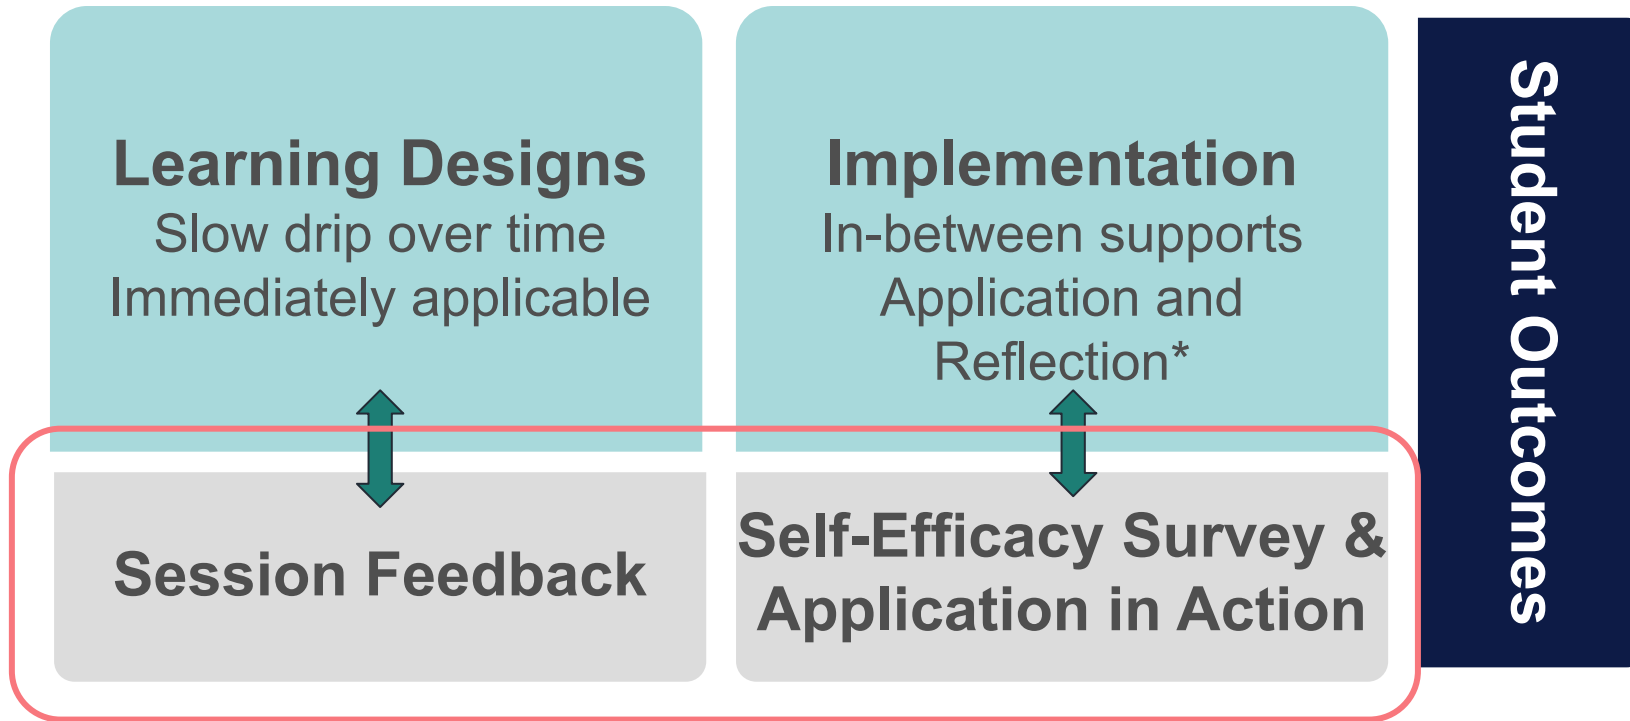 Learning Designs
Slow drip over time
Immediately applicable
Implementation
In-between supports
Application and
Reflection*
Session Feedback
Self-Efficacy Survey &
Application in Action
Student Outcomes